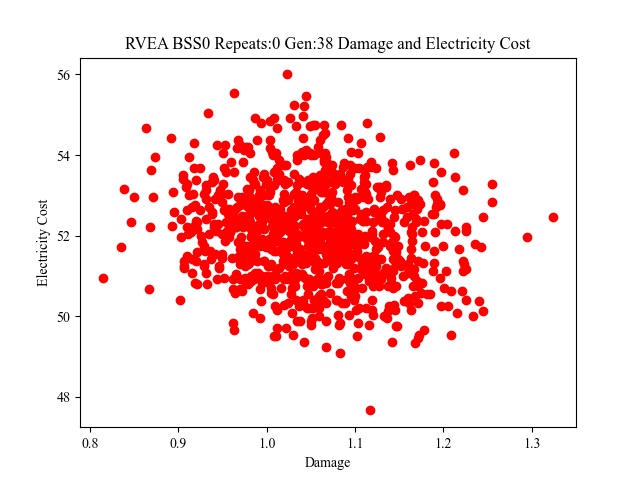 RVEA BSS0 Repeats:0 Gen:38 Damage and Electricity Cost
56
54
52
50
48
Electricity Cost
0.8 0.9 1.0 1.1 1.2 1.3
Damage